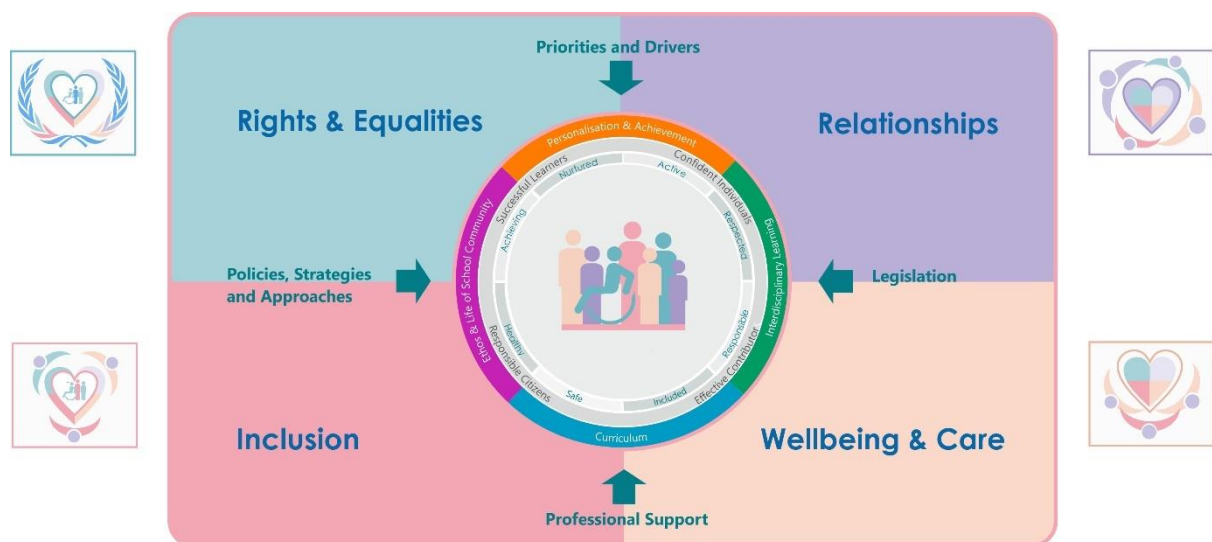 Priorities and Drivers
Rights & Equalities
Relationships
Personalisation & Achievement
Successful Learners
Confident Individuals
Nurtured
Active
Achieving
Respected
Ethos & Life of School Community
Interdisciplinary Learning
Policies, Strategies
and Approaches
Legislation
Healthy
Responsible
Responsible Citizens
Effective Contributor
Safe
Included
Curriculum
Inclusion
Wellbeing & Care
Professional Support